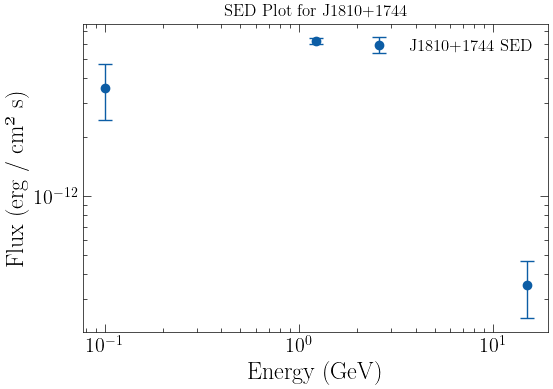 SED Plot for J1810+1744
J1810+1744 SED
Flux (erg / cm² s)
10⁻¹²
10⁻¹
10⁰
10¹
Energy (GeV)